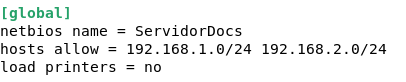 [global]
netbios name = ServidorDocs
hosts allow = 192.168.1.0/24 192.168.2.0/24
load printers = no